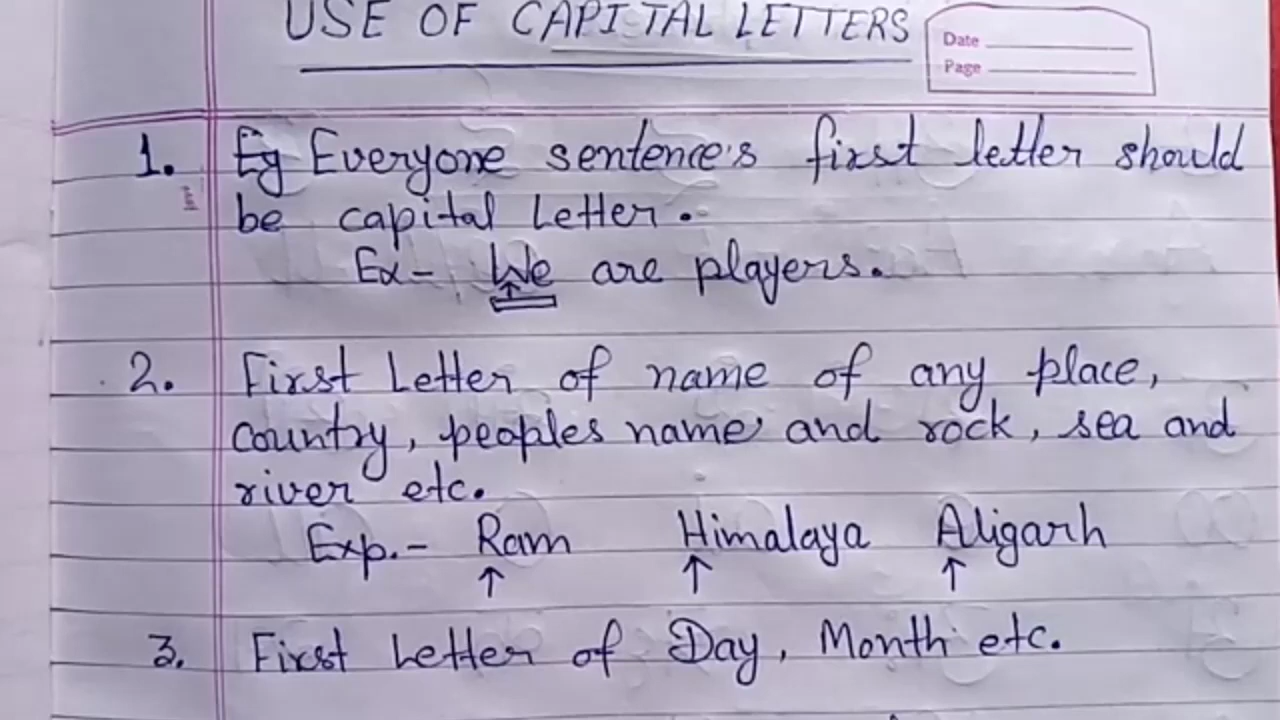 USE OF CAPITAL LETTERS
Date
Page
1. Eg Everyone sentence's first letter should
be capital Letter.
Ex- We are players.
2. First Letter of name of any place,
country, peoples name and rock, sea and
river etc.
Exp.- Ram Himalaya Aligarh
3. First Letter of Day, Month etc.